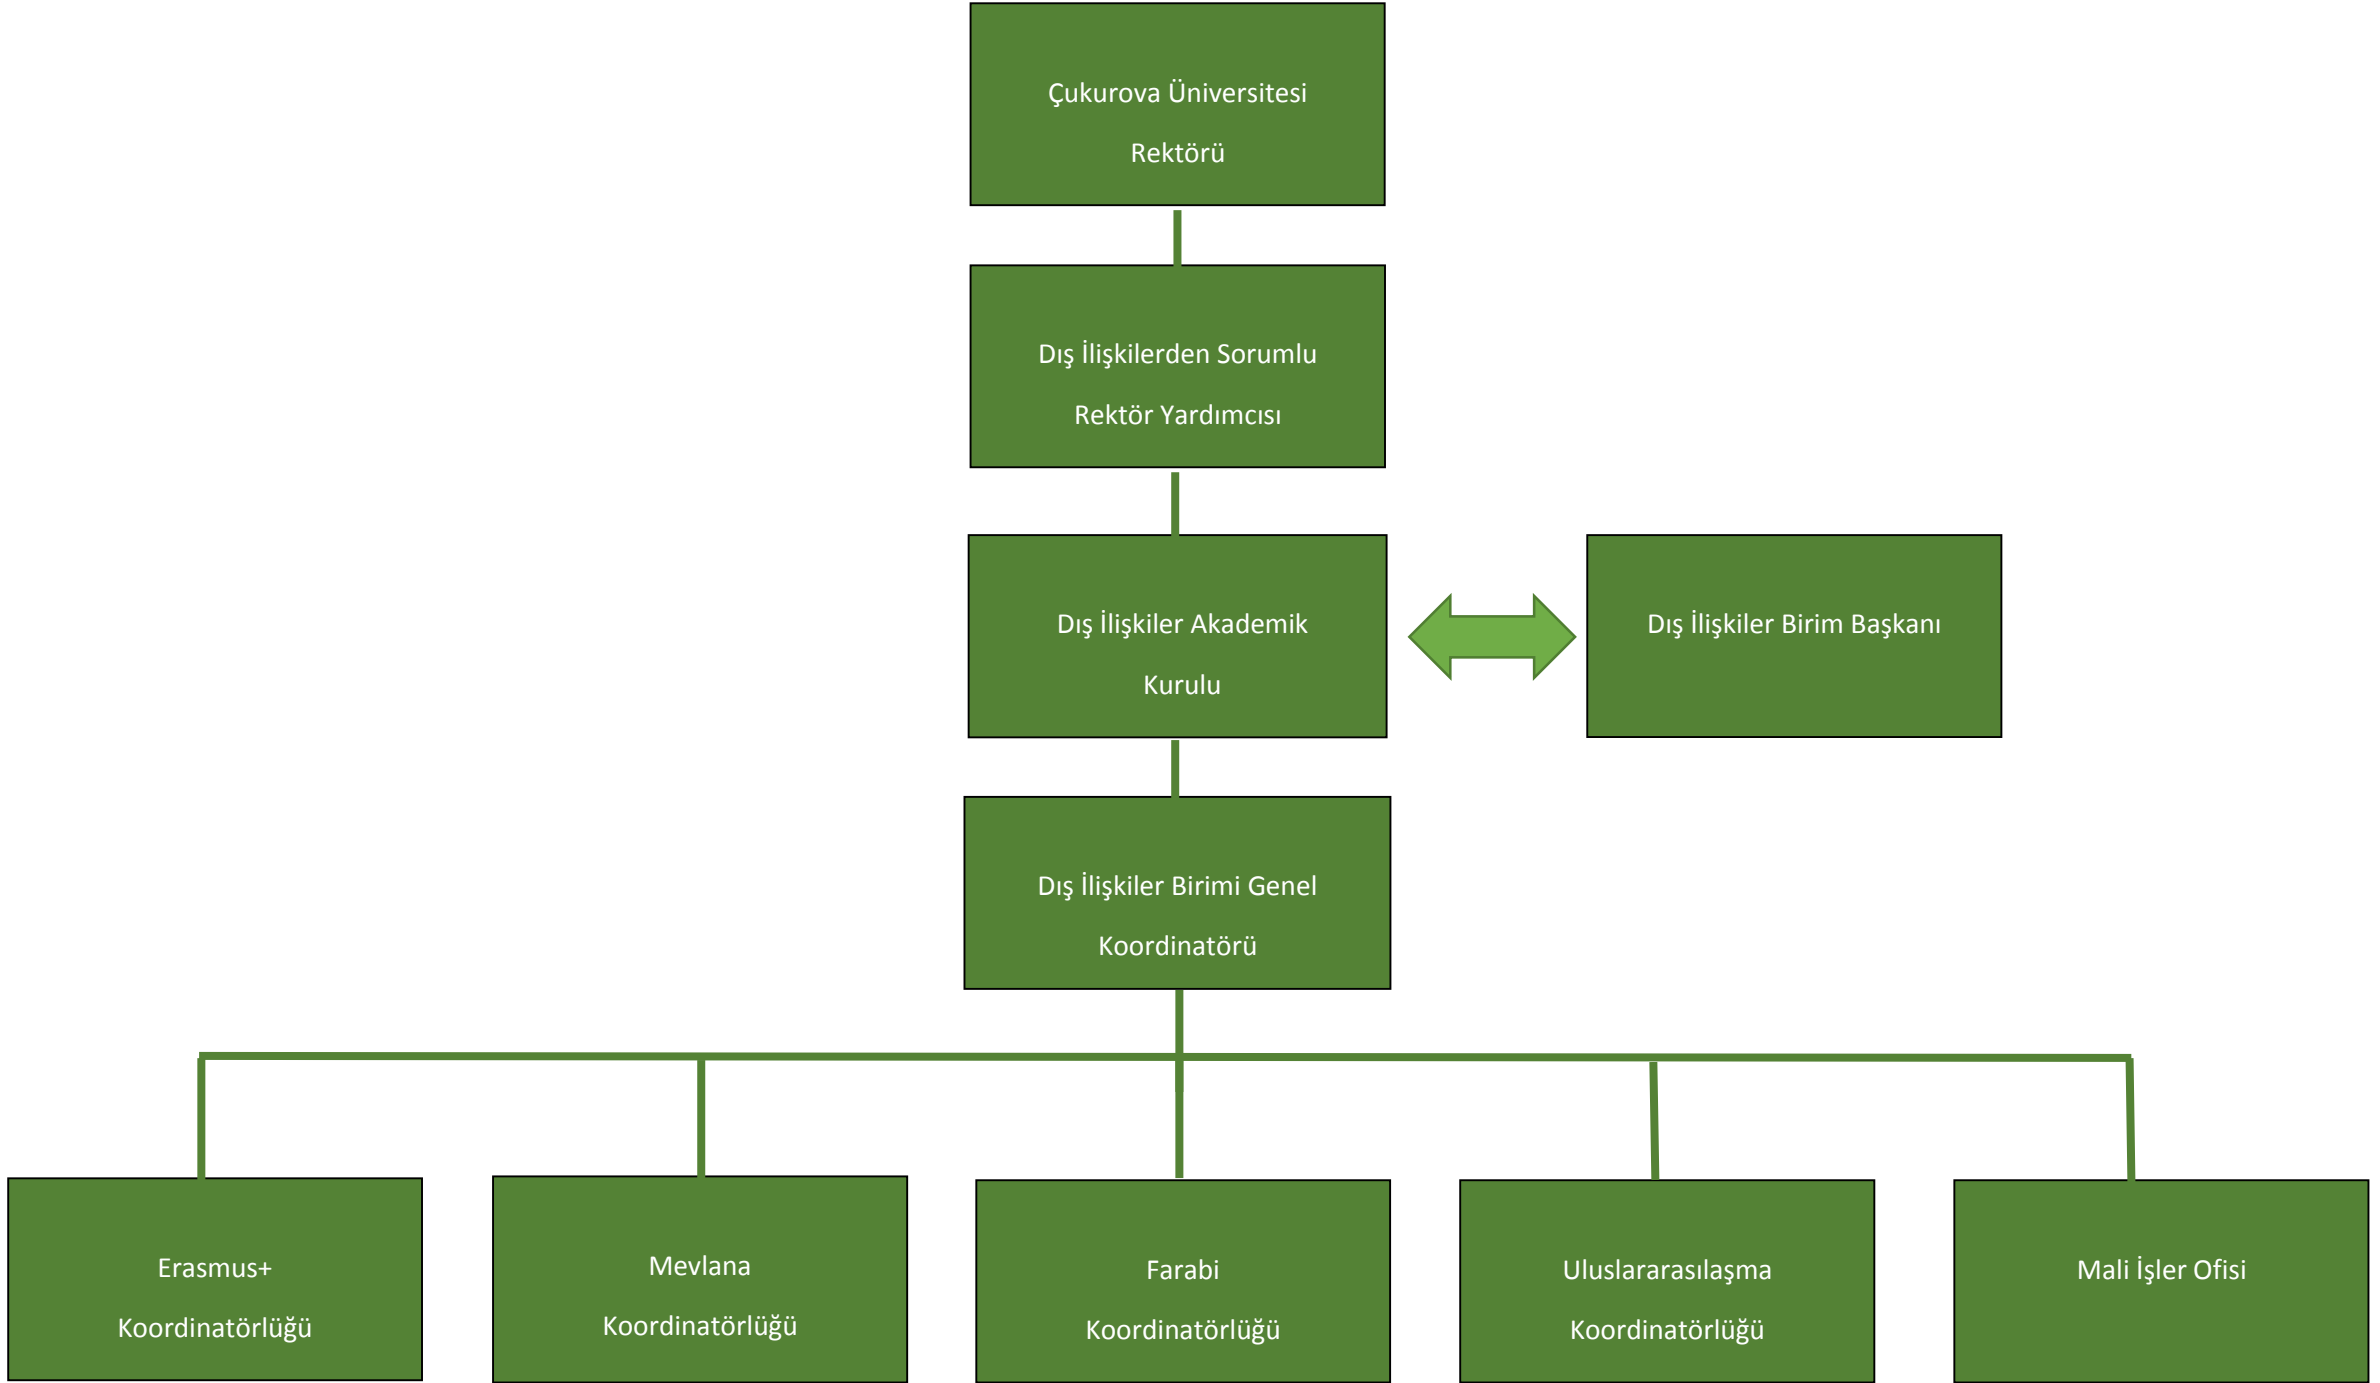 Çukurova Üniversitesi
Rektörü
Dış İlişkilerden Sorumlu
Rektör Yardımcısı
Dış İlişkiler Akademik
Kurulu
Dış İlişkiler Birim Başkanı
Dış İlişkiler Birimi Genel
Koordinatörü
Erasmus+
Koordinatörlüğü
Mevlana
Koordinatörlüğü
Farabi
Koordinatörlüğü
Uluslararasılaşma
Koordinatörlüğü
Mali İşler Ofisi